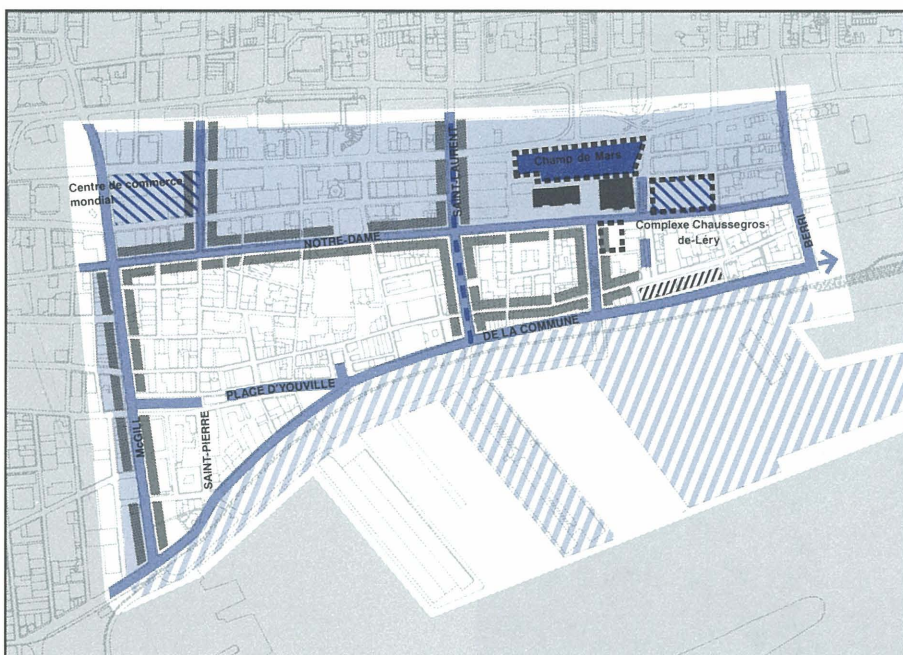 Champ de Mars
Centre de commerce
mondial
SAINT-LAURENT
NOTRE-DAME
Complexe Chaussegros-
de-Léry
BERRI
DE LA COMMUNE
PLACE D'YOUVILLE
McGILL
SAINT-PIERRE